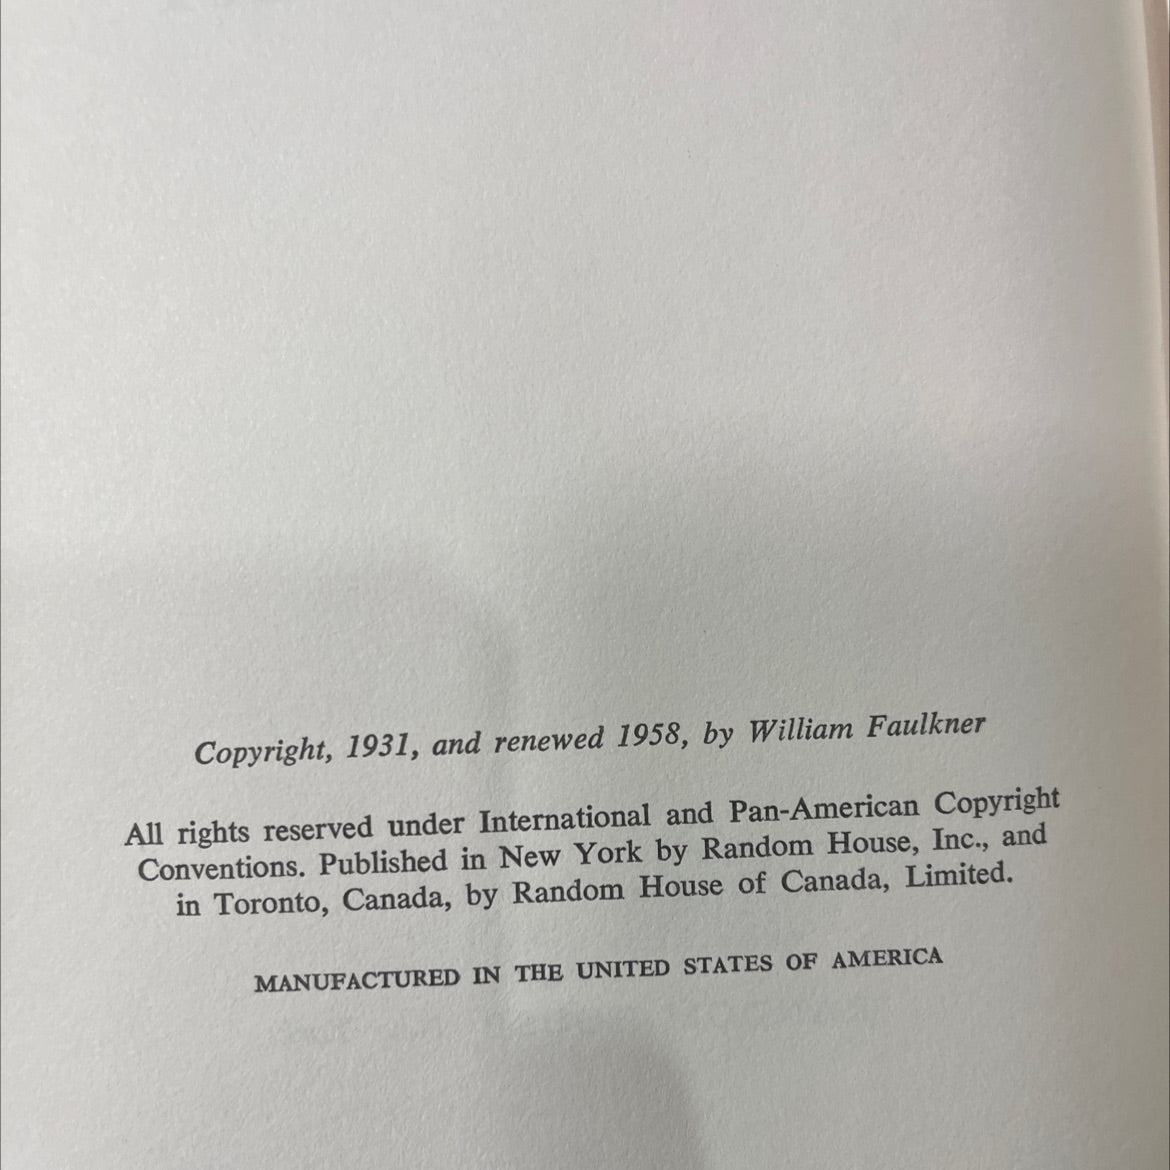 Copyright, 1931, and renewed 1958, by William Faulkner
All rights reserved under International and Pan-American Copyright
Conventions. Published in New York by Random House, Inc., and
in Toronto, Canada, by Random House of Canada, Limited.
MANUFACTURED IN THE UNITED STATES OF AMERICA